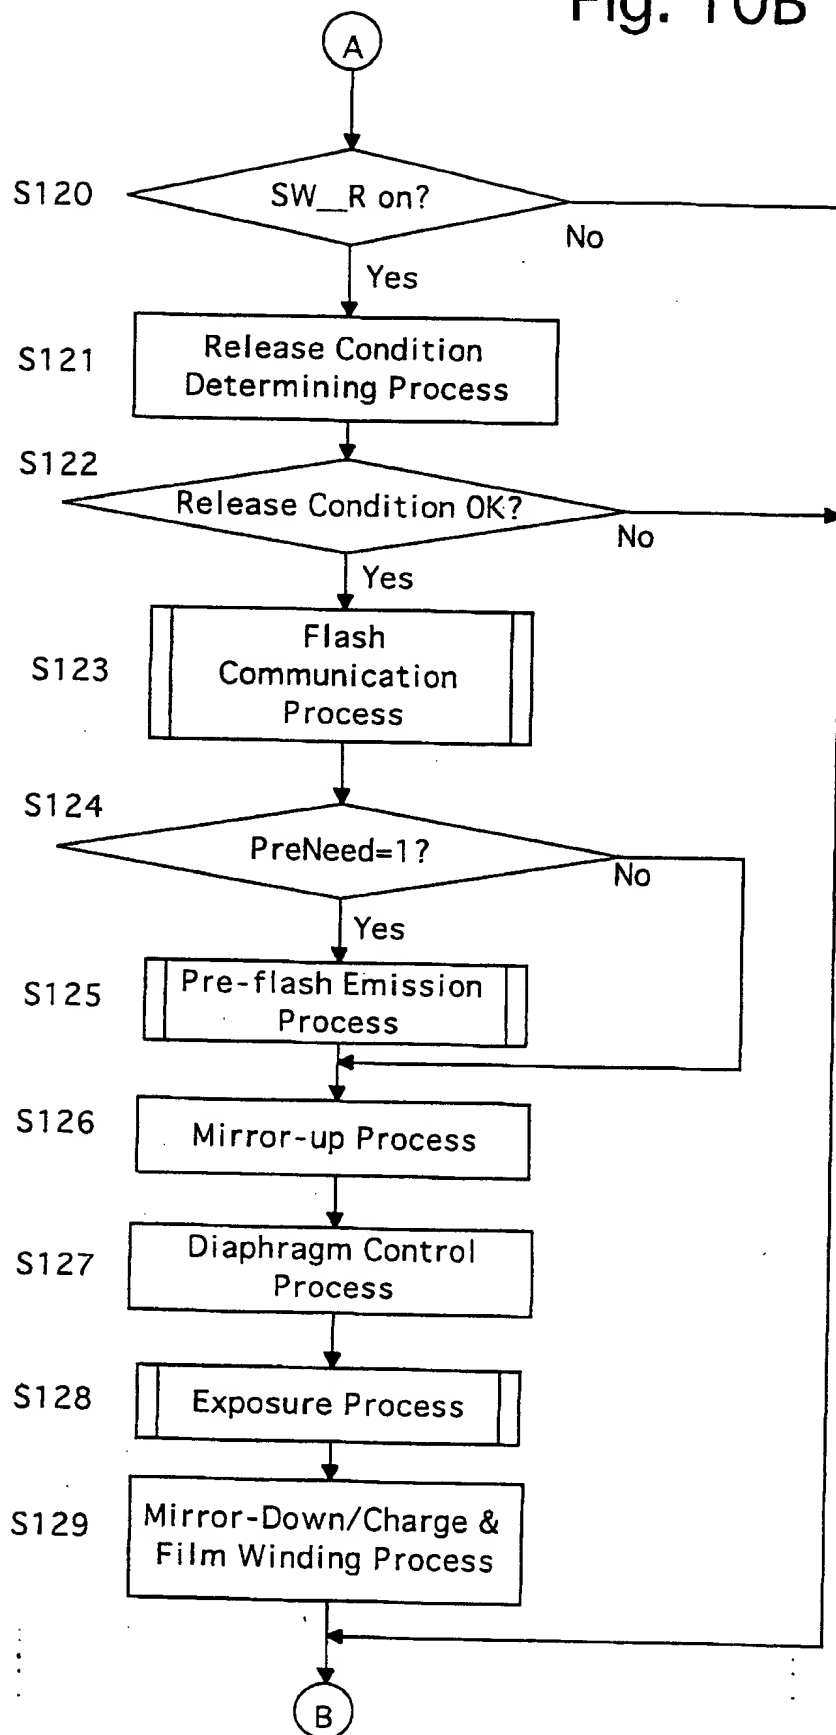 Fig. 10B
A
S120
SW__R on?
No
Yes
S121
Release Condition
Determining Process
S122
Release Condition OK?
No
Yes
S123
Flash
Communication
Process
S124
PreNeed=1?
No
Yes
S125
Pre-flash Emission
Process
S126
Mirror-up Process
S127
Diaphragm Control
Process
S128
Exposure Process
S129
Mirror-Down/Charge &
Film Winding Process
B